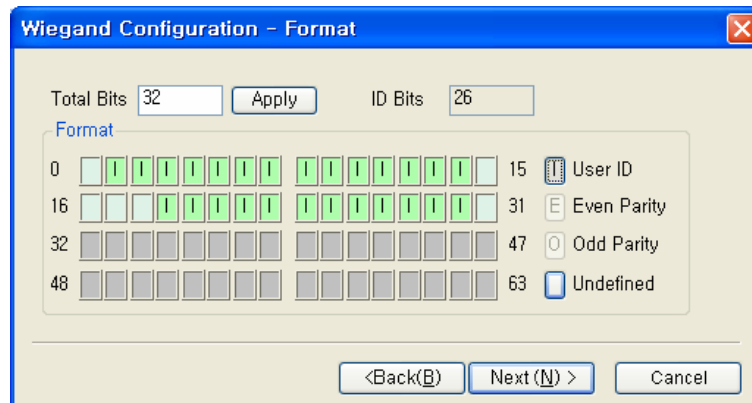 Wiegand Configuration - Format
Total Bits 32 Apply ID Bits 26
Format
0 I I I I I I I I I I I I I I 15 I User ID
16 I I I I I I I I I I I I 31 E Even Parity
32 47 O Odd Parity
48 63 Undefined
<Back(B) Next (N) > Cancel